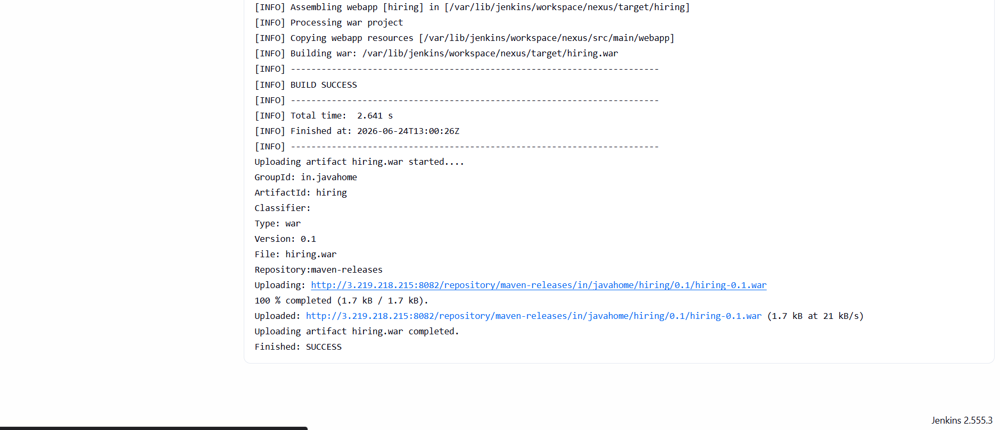 [INFO] Assembling webapp [hiring] in [/var/lib/jenkins/workspace/nexus/target/hiring]
[INFO] Processing war project
[INFO] Copying webapp resources [/var/lib/jenkins/workspace/nexus/src/main/webapp]
[INFO] Building war: /var/lib/jenkins/workspace/nexus/target/hiring.war
[INFO] ------------------------------------------------------------------------
[INFO] BUILD SUCCESS
[INFO] ------------------------------------------------------------------------
[INFO] Total time:  2.641 s
[INFO] Finished at: 2026-06-24T13:00:26Z
[INFO] ------------------------------------------------------------------------
Uploading artifact hiring.war started....
GroupId: in.javahome
ArtifactId: hiring
Classifier:
Type: war
Version: 0.1
File: hiring.war
Repository:maven-releases
Uploading: http://3.219.218.215:8082/repository/maven-releases/in/javahome/hiring/0.1/hiring-0.1.war
100 % completed (1.7 kB / 1.7 kB).
Uploaded: http://3.219.218.215:8082/repository/maven-releases/in/javahome/hiring/0.1/hiring-0.1.war (1.7 kB at 21 kB/s)
Uploading artifact hiring.war completed.
Finished: SUCCESS
Jenkins 2.555.3